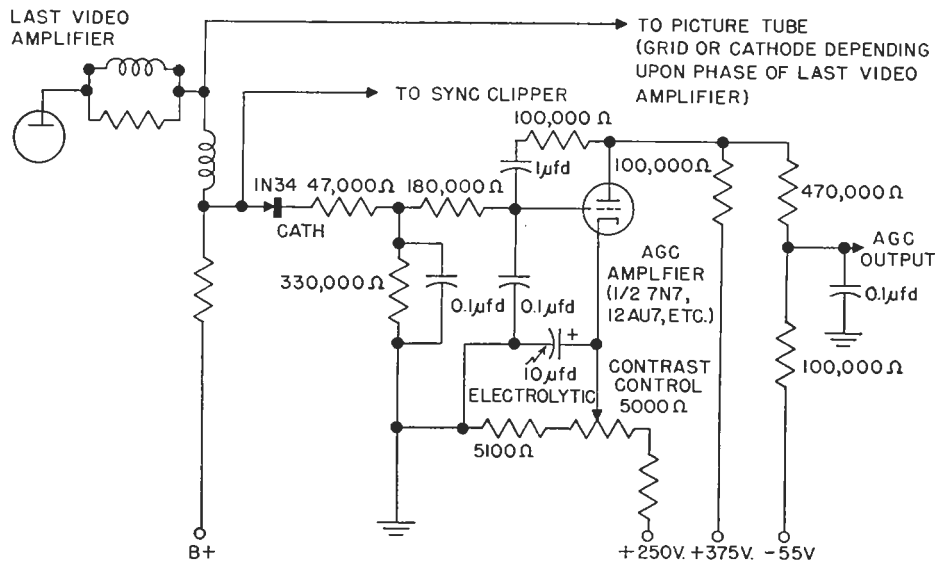 LAST VIDEO
AMPLIFIER
TO PICTURE TUBE
(GRID OR CATHODE DEPENDING
UPON PHASE OF LAST VIDEO
AMPLIFIER)
TO SYNC CLIPPER
100,000 Ω
1µfd
100,000Ω
1N34
47,000Ω
180,000Ω
470,000Ω
CATH
AGC
OUTPUT
330,000Ω
0.1µfd
0.1µfd
AGC
AMPLFIER
(1/2 7N7,
12AU7, ETC.)
0.1µfd
+
10µfd
ELECTROLYTIC
CONTRAST
CONTROL
5000Ω
100,000Ω
5100Ω
B+
+250V.
+375V.
-55V